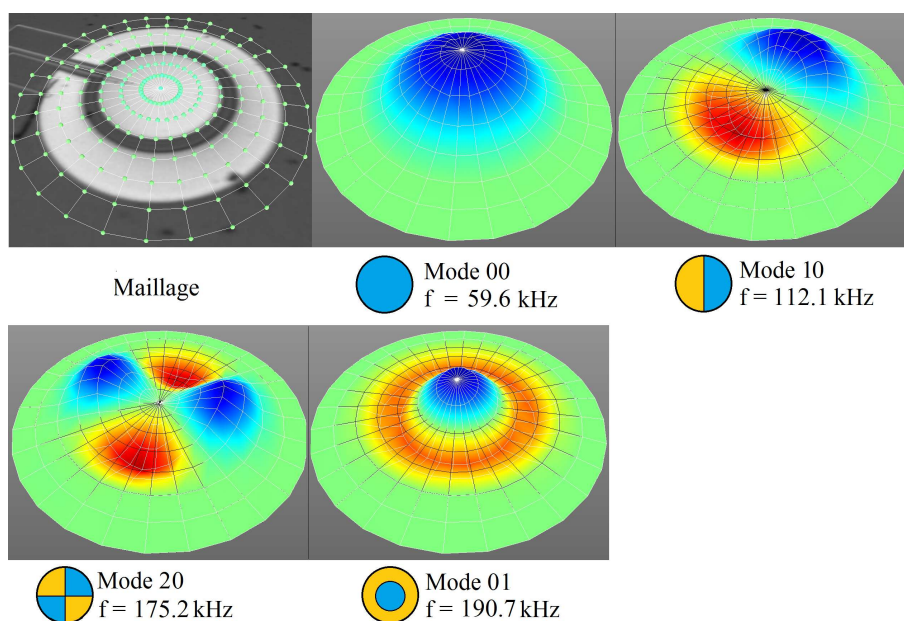 Maillage
Mode 00
f = 59.6 kHz
Mode 10
f = 112.1 kHz
Mode 20
f = 175.2 kHz
Mode 01
f = 190.7 kHz